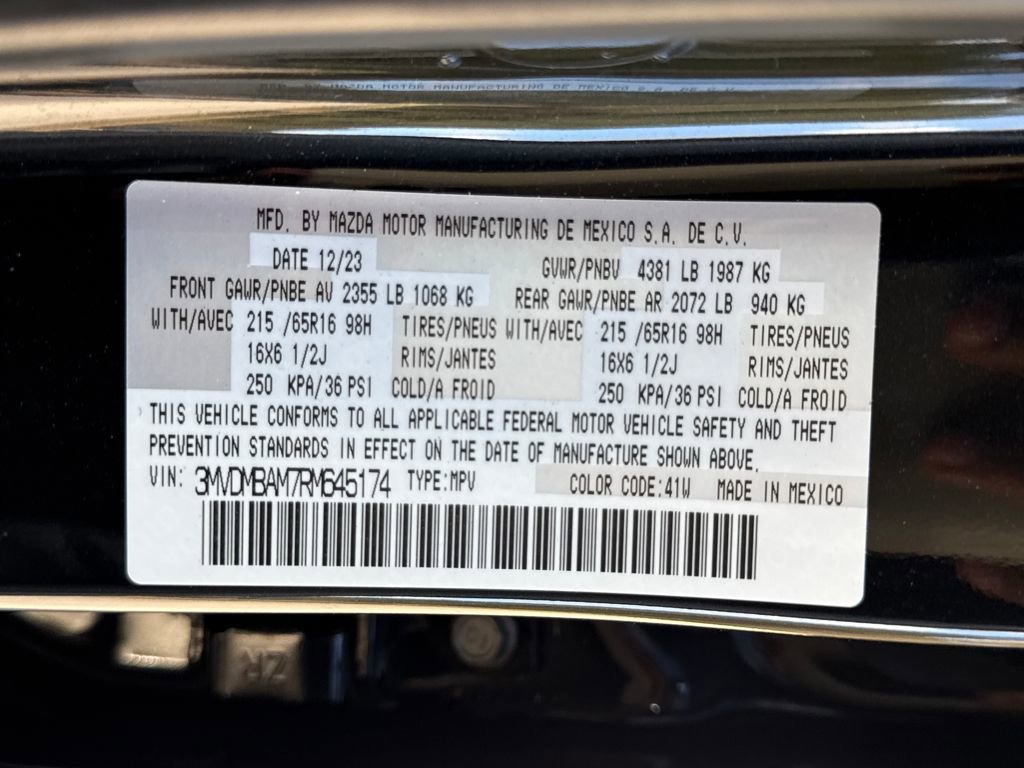 MFD. BY MAZDA MOTOR MANUFACTURING DE MEXICO S.A. DE C.V.
DATE 12/23 GVWR/PNBV 4381 LB 1987 KG
FRONT GAWR/PNBE AV 2355 LB 1068 KG REAR GAWR/PNBE AR 2072 LB 940 KG
WITH/AVEC 215 /65R16 98H TIRES/PNEUS WITH/AVEC 215 /65R16 98H TIRES/PNEUS
16X6 1/2J RIMS/JANTES 16X6 1/2J RIMS/JANTES
250 KPA/36 PSI COLD/A FROID 250 KPA/36 PSI COLD/A FROID
THIS VEHICLE CONFORMS TO ALL APPLICABLE FEDERAL MOTOR VEHICLE SAFETY AND THEFT
PREVENTION STANDARDS IN EFFECT ON THE DATE OF MANUFACTURE SHOWN ABOVE.
VIN: 3MVDMBAM7RM645174 TYPE:MPV COLOR CODE:41W MADE IN MEXICO